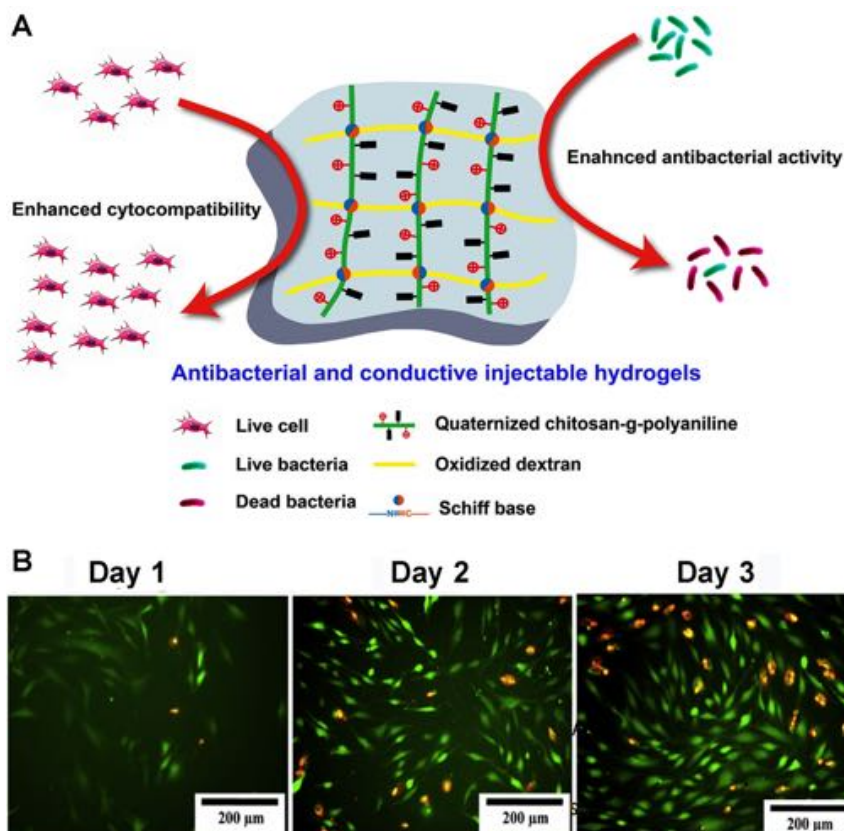 A
Enhanced cytocompatibility
Enahnced antibacterial activity
Antibacterial and conductive injectable hydrogels
Live cell
Quaternized chitosan-g-polyaniline
Live bacteria
Oxidized dextran
Dead bacteria
Schiff base
B
Day 1
Day 2
Day 3
200 μm
200 μm
200 μm